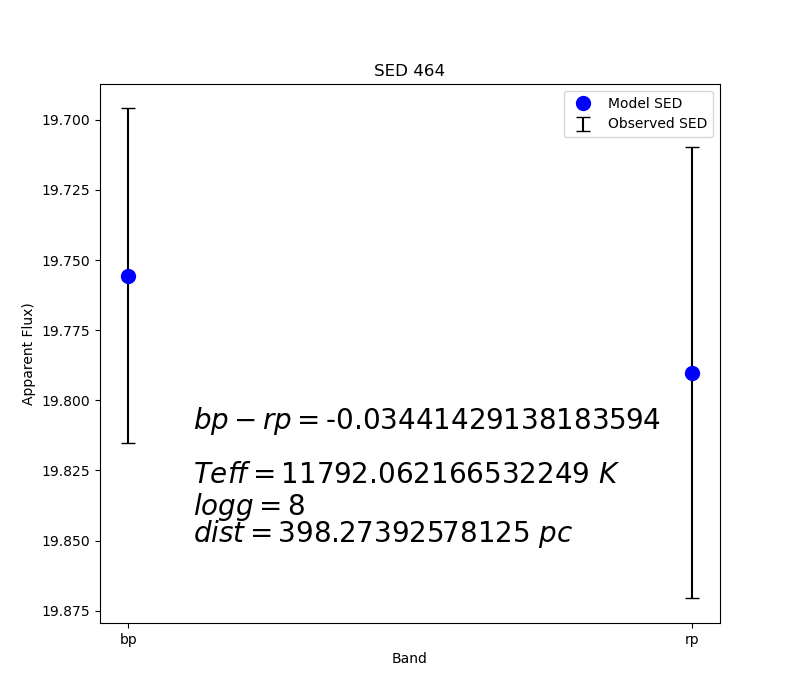 SED 464
Model SED
Observed SED
19.700
19.725
19.750
19.775
19.800
19.825
19.850
19.875
Apparent Flux)
bp − rp = -0.03441429138183594
Teff = 11792.062166532249 K
logg = 8
dist = 398.27392578125 pc
bp
rp
Band